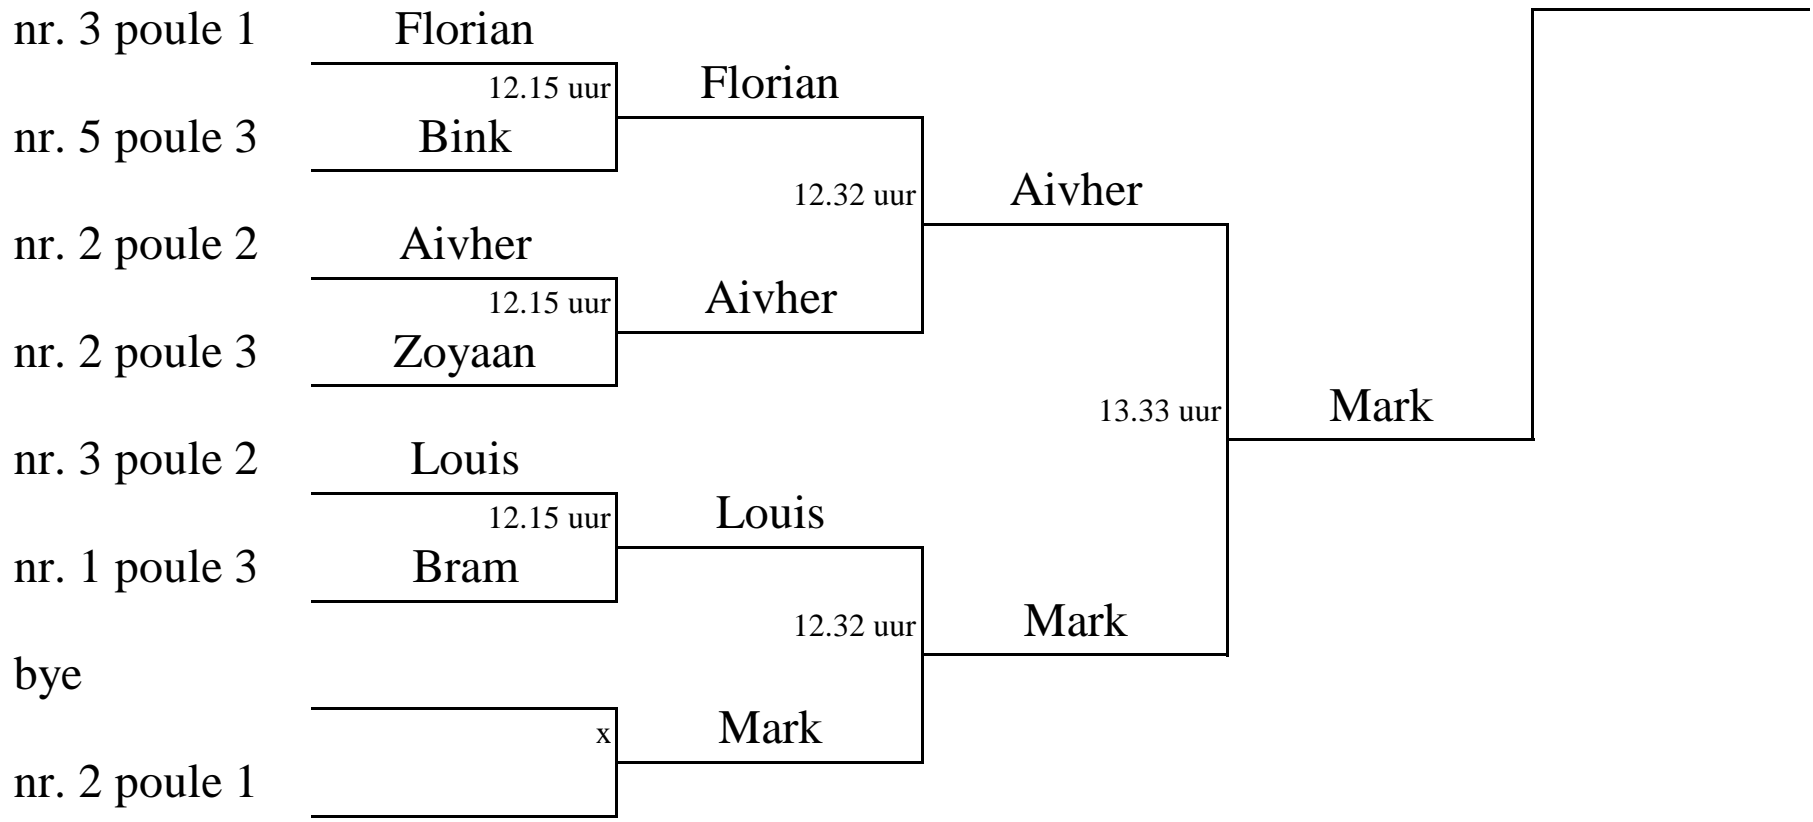 nr. 3 poule 1 Florian
12.15 uur Florian
nr. 5 poule 3 Bink
12.32 uur Aivher
nr. 2 poule 2 Aivher
12.15 uur Aivher
nr. 2 poule 3 Zoyaan
13.33 uur Mark
nr. 3 poule 2 Louis
12.15 uur Louis
nr. 1 poule 3 Bram
12.32 uur Mark
bye
x Mark
nr. 2 poule 1